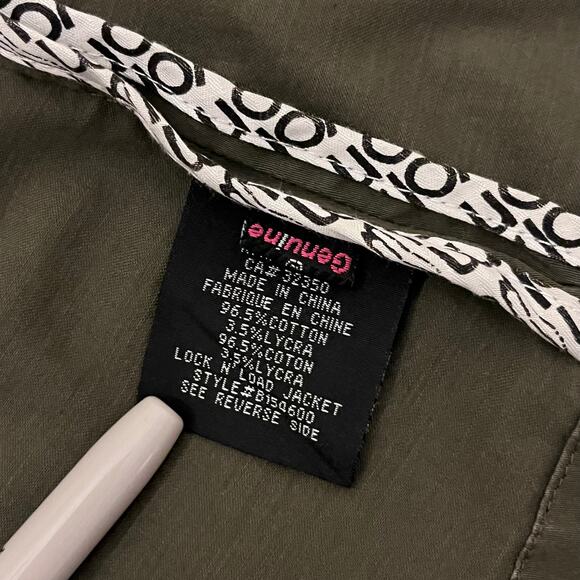 Genuine
CA# 32350
MADE IN CHINA
FABRIQUE EN CHINE
96.5%COTTON
3.5%LYCRA
96.5%COTON
3.5%LYCRA
LOCK N' LOAD JACKET
STYLE#B15Q600
SEE REVERSE SIDE